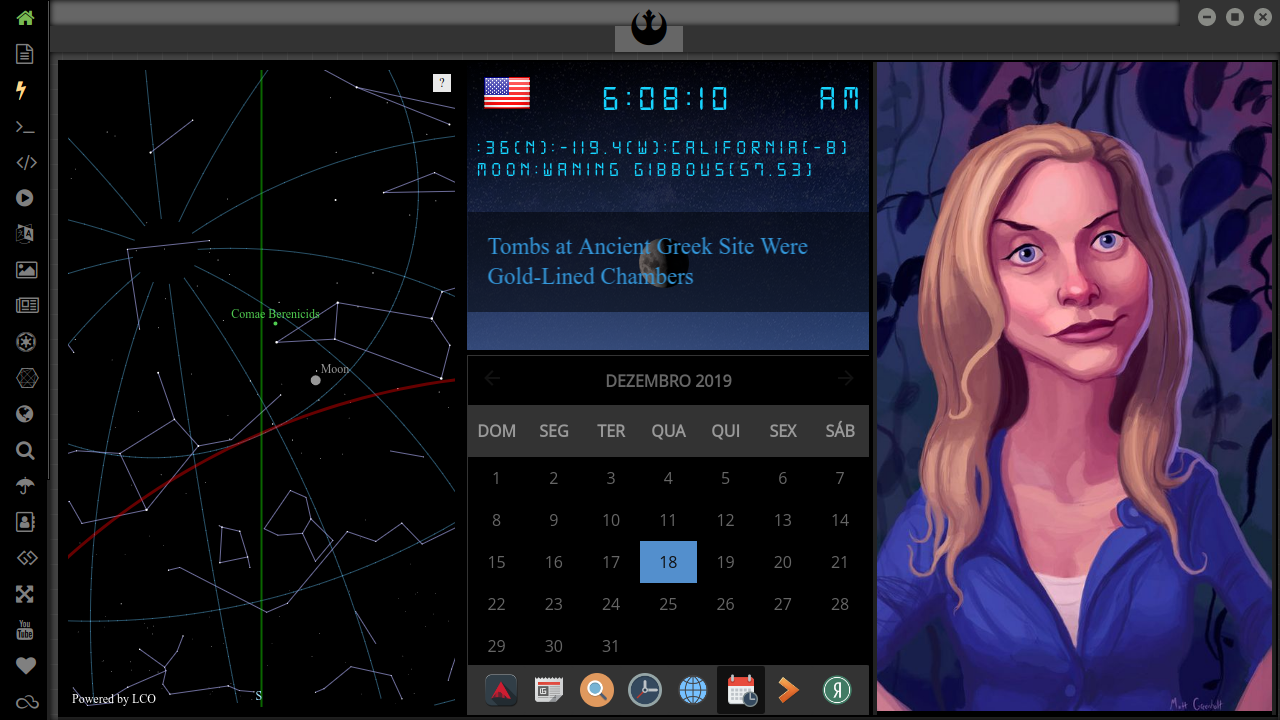 ?
Comae Berenicids
Moon
Powered by LCO
S
6:08:10 AM
:36(N):-119.4(W):CALIFORNIA(-8)
MOON:WANING GIBBOUS(57.53)
Tombs at Ancient Greek Site Were
Gold-Lined Chambers
DEZEMBRO 2019
DOM SEG TER QUA QUI SEX SÁB
1 2 3 4 5 6 7
8 9 10 11 12 13 14
15 16 17 18 19 20 21
22 23 24 25 26 27 28
29 30 31
You
Tube
Я